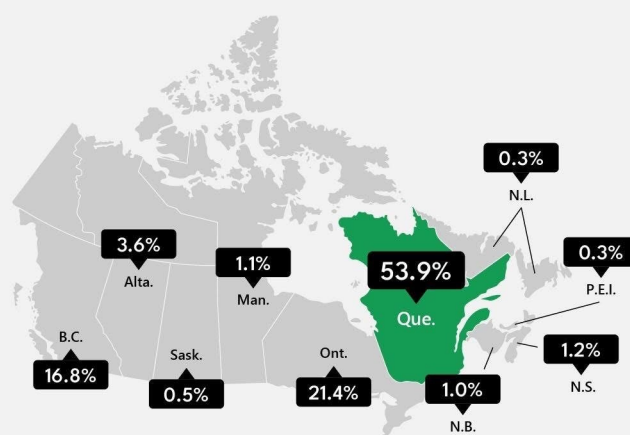 0.3%
N.L.
3.6%
Alta.
1.1%
Man.
53.9%
Que.
0.3%
P.E.I.
B.C.
16.8%
Sask.
0.5%
Ont.
21.4%
1.0%
N.B.
1.2%
N.S.